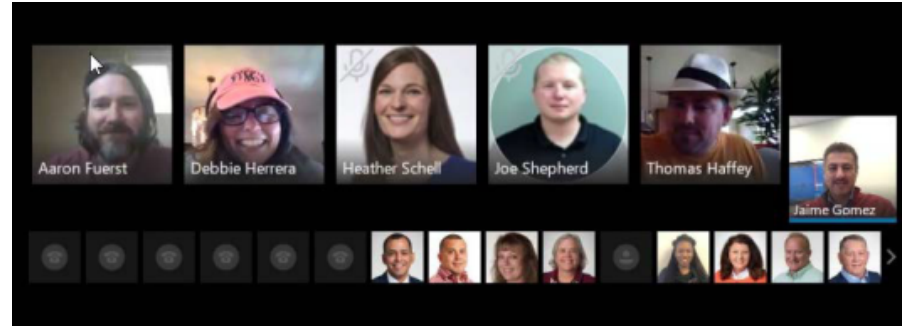 Aaron Fuerst
Debbie Herrera
Heather Schell
Joe Shepherd
Thomas Haffey
Jaime Gomez